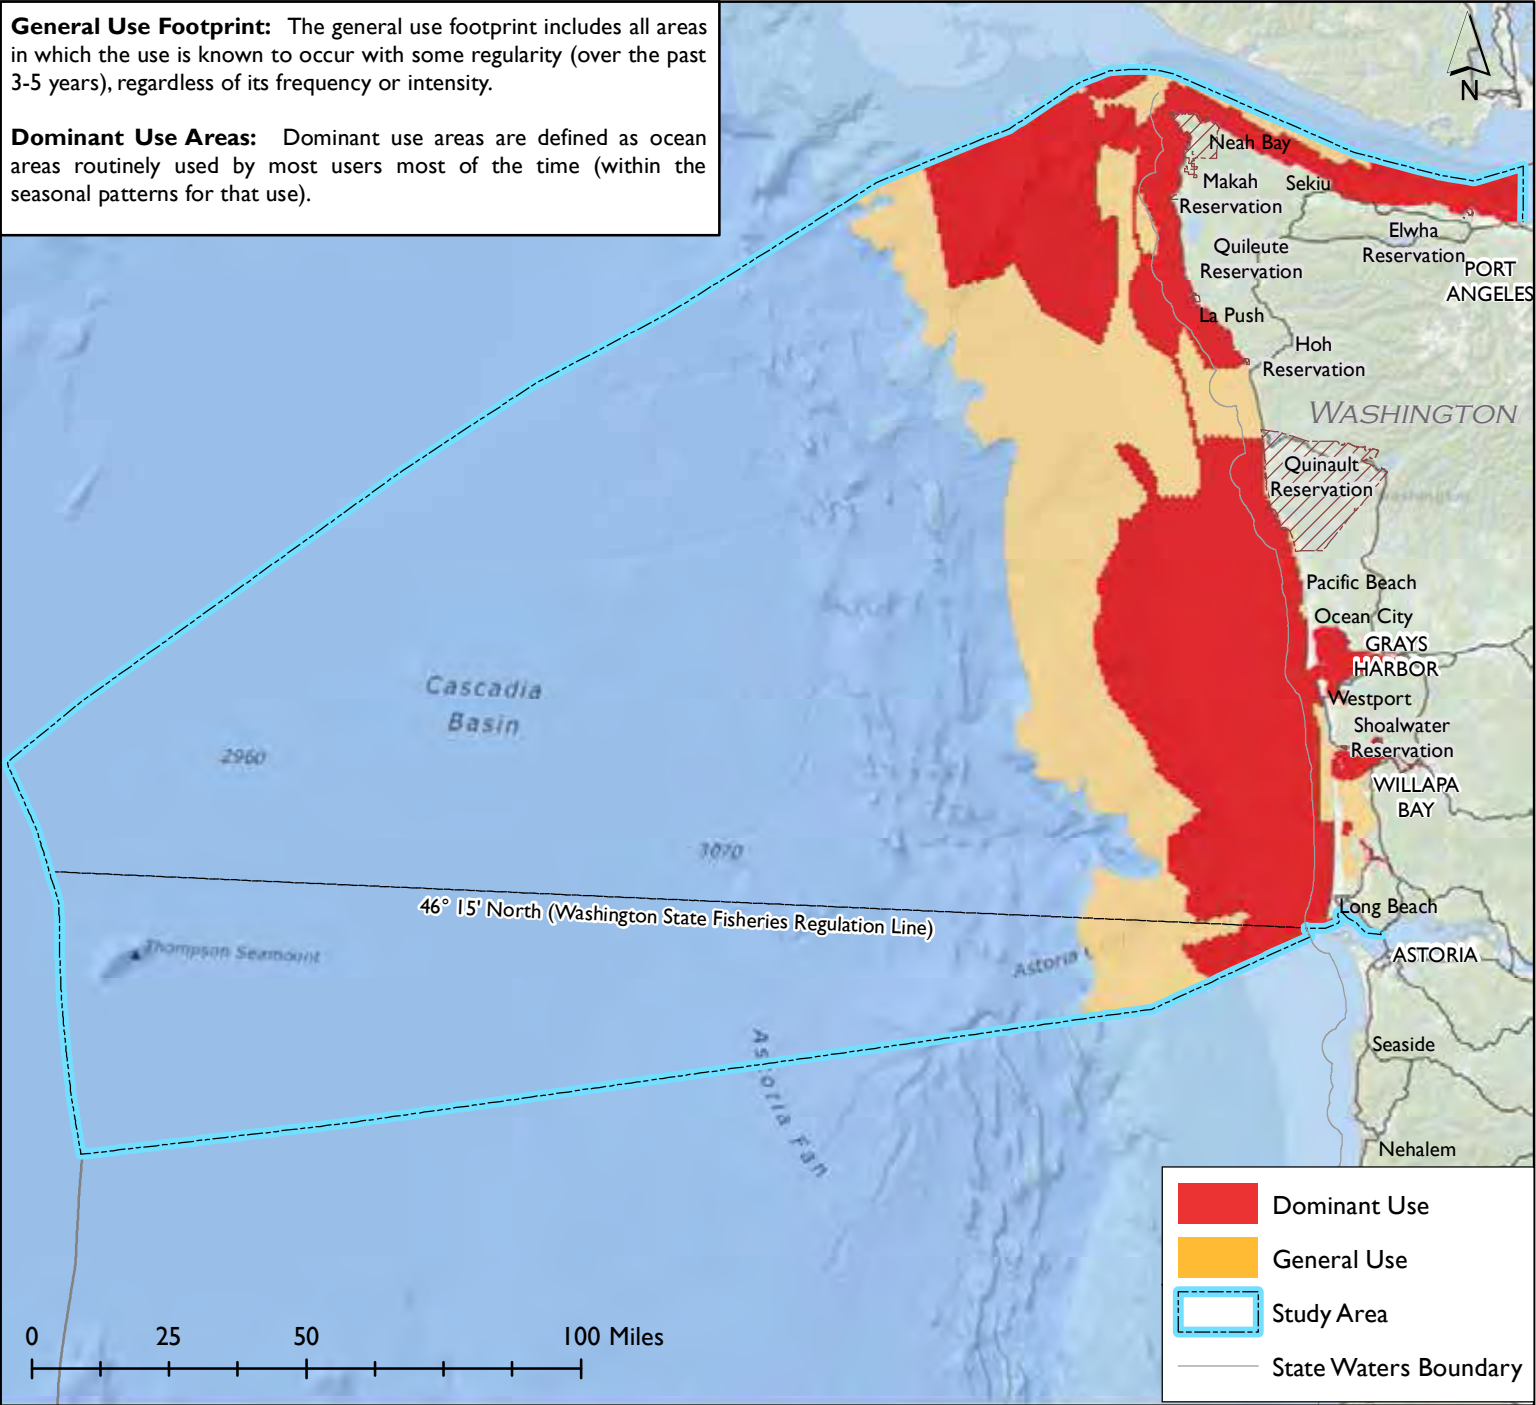 General Use Footprint: The general use footprint includes all areas
in which the use is known to occur with some regularity (over the past
3-5 years), regardless of its frequency or intensity.
Dominant Use Areas: Dominant use areas are defined as ocean
areas routinely used by most users most of the time (within the
seasonal patterns for that use).
N
Neah Bay
Makah
Reservation
Sekiu
Elwha
Reservation
PORT
ANGELES
Quileute
Reservation
La Push
Hoh
Reservation
WASHINGTON
Quinault
Reservation
Washington
Pacific Beach
Ocean City
GRAYS
HARBOR
Westport
Shoalwater
Reservation
WILLAPA
BAY
Cascadia
Basin
2960
3070
46° 15' North (Washington State Fisheries Regulation Line)
Long Beach
ASTORIA
Thompson Seamount
Astoria
Astoria Fan
Seaside
Nehalem
Dominant Use
General Use
Study Area
State Waters Boundary
0 25 50 100 Miles